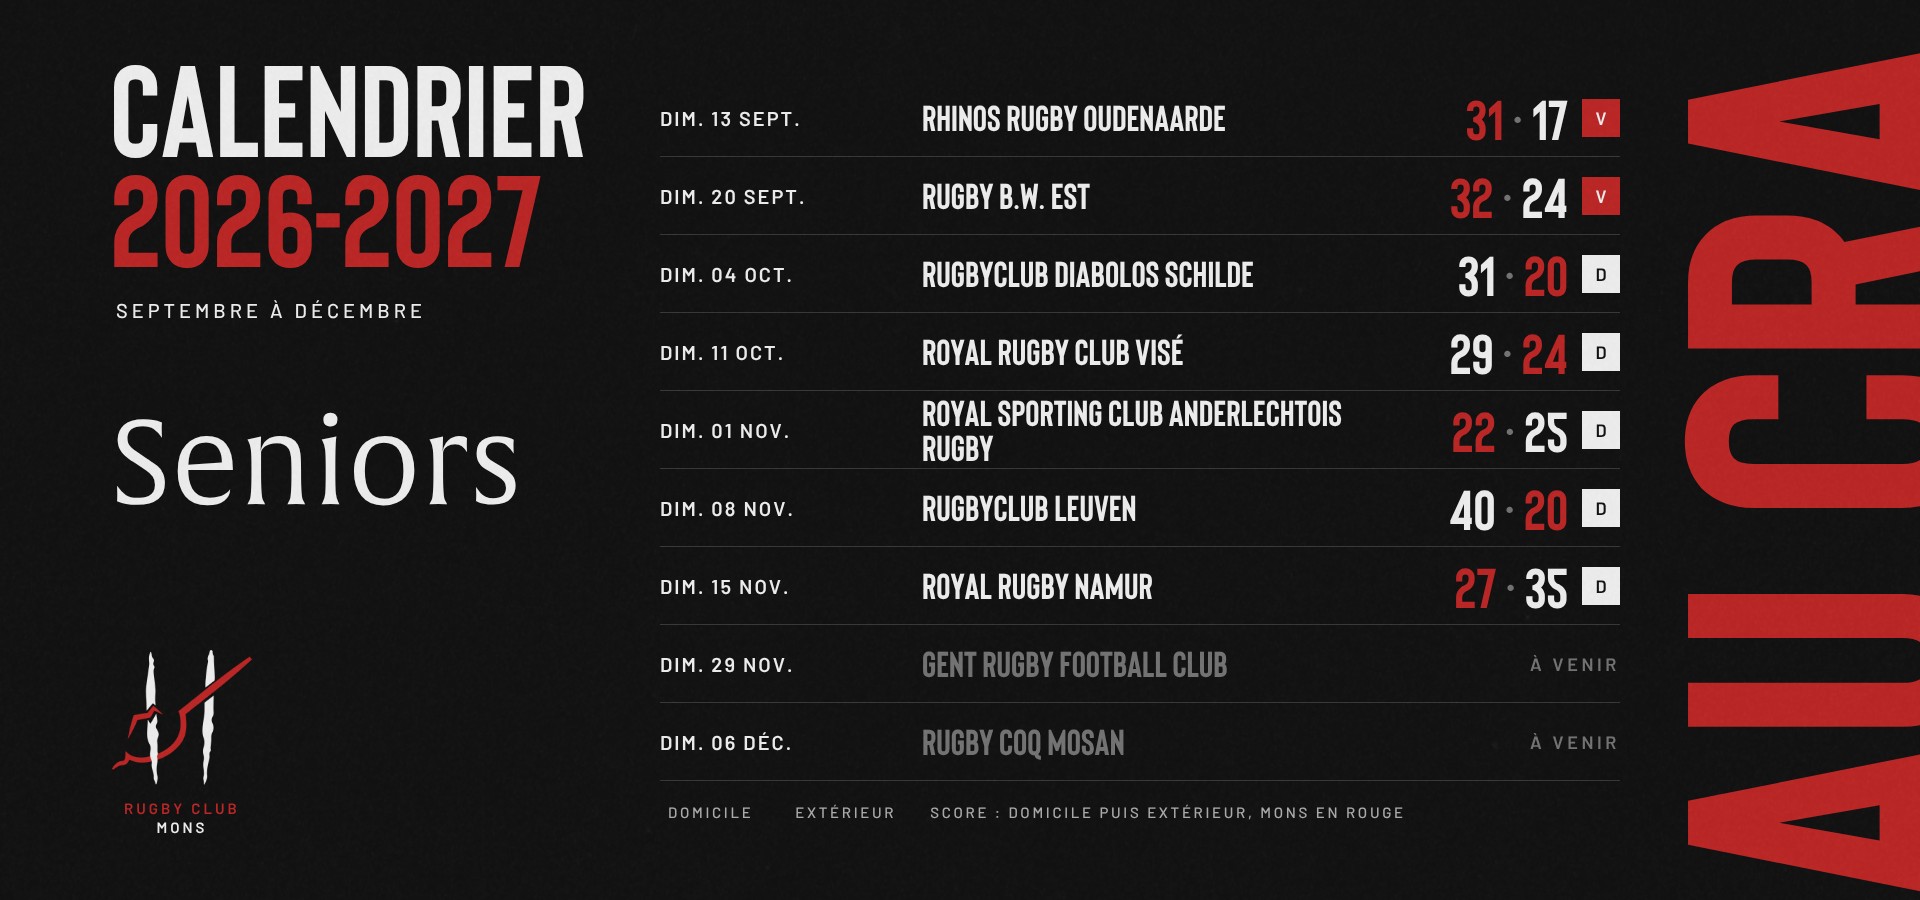 CALENDRIER
2026-2027
SEPTEMBRE À DÉCEMBRE
Seniors
RUGBY CLUB
MONS
DIM. 13 SEPT. RHINOS RUGBY OUDENAARDE 31 • 17 V
DIM. 20 SEPT. RUGBY B.W. EST 32 • 24 V
DIM. 04 OCT. RUGBYCLUB DIABOLOS SCHILDE 31 • 20 D
DIM. 11 OCT. ROYAL RUGBY CLUB VISÉ 29 • 24 D
DIM. 01 NOV. ROYAL SPORTING CLUB ANDERLECHTOIS
RUGBY 22 • 25 D
DIM. 08 NOV. RUGBYCLUB LEUVEN 40 • 20 D
DIM. 15 NOV. ROYAL RUGBY NAMUR 27 • 35 D
DIM. 29 NOV. GENT RUGBY FOOTBALL CLUB À VENIR
DIM. 06 DÉC. RUGBY COQ MOSAN À VENIR
DOMICILE EXTÉRIEUR SCORE : DOMICILE PUIS EXTÉRIEUR, MONS EN ROUGE
AU CRA